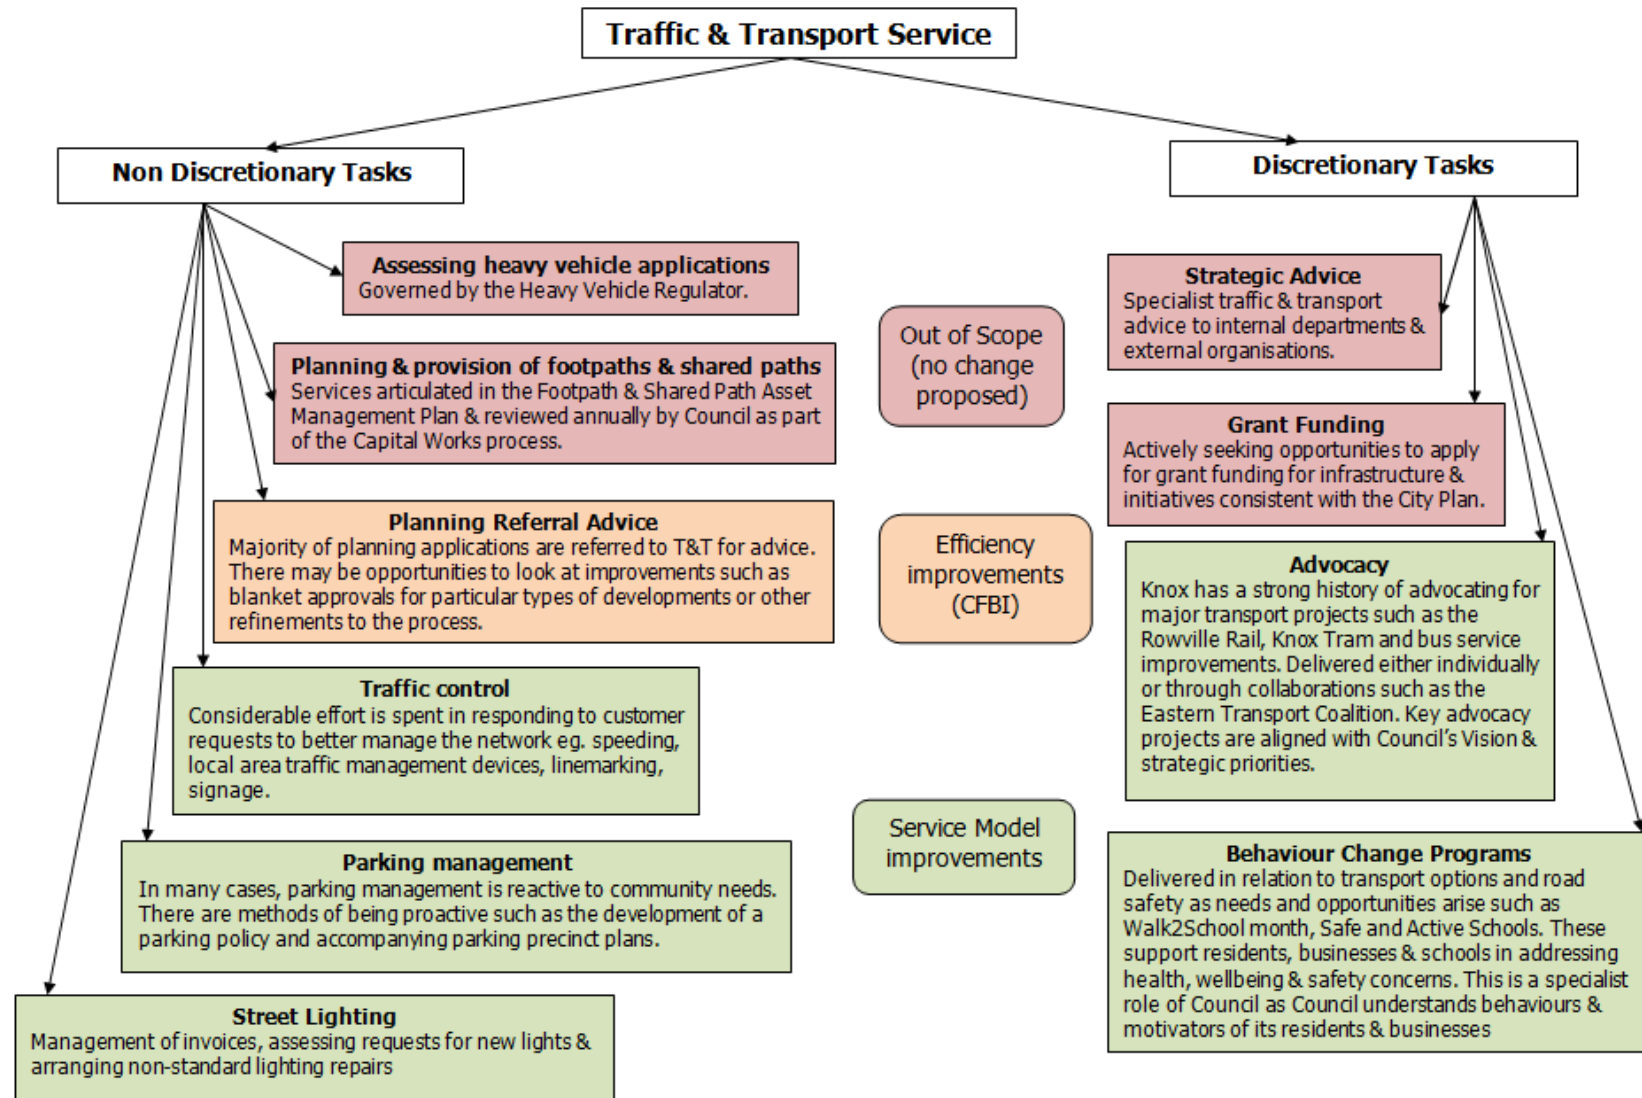 Traffic & Transport Service
Non Discretionary Tasks
Assessing heavy vehicle applications
Governed by the Heavy Vehicle Regulator.
Planning & provision of footpaths & shared paths
Services articulated in the Footpath & Shared Path Asset
Management Plan & reviewed annually by Council as part
of the Capital Works process.
Planning Referral Advice
Majority of planning applications are referred to T&T for advice.
There may be opportunities to look at improvements such as
blanket approvals for particular types of developments or other
refinements to the process.
Traffic control
Considerable effort is spent in responding to customer
requests to better manage the network eg. speeding,
local area traffic management devices, linemarking,
signage.
Parking management
In many cases, parking management is reactive to community needs.
There are methods of being proactive such as the development of a
parking policy and accompanying parking precinct plans.
Street Lighting
Management of invoices, assessing requests for new lights &
arranging non-standard lighting repairs
Out of Scope
(no change
proposed)
Efficiency
improvements
(CFBI)
Service Model
improvements
Discretionary Tasks
Strategic Advice
Specialist traffic & transport
advice to internal departments &
external organisations.
Grant Funding
Actively seeking opportunities to apply
for grant funding for infrastructure &
initiatives consistent with the City Plan.
Advocacy
Knox has a strong history of advocating for
major transport projects such as the
Rowville Rail, Knox Tram and bus service
improvements. Delivered either individually
or through collaborations such as the
Eastern Transport Coalition. Key advocacy
projects are aligned with Council's Vision &
strategic priorities.
Behaviour Change Programs
Delivered in relation to transport options and road
safety as needs and opportunities arise such as
Walk2School month, Safe and Active Schools. These
support residents, businesses & schools in addressing
health, wellbeing & safety concerns. This is a specialist
role of Council as Council understands behaviours &
motivators of its residents & businesses